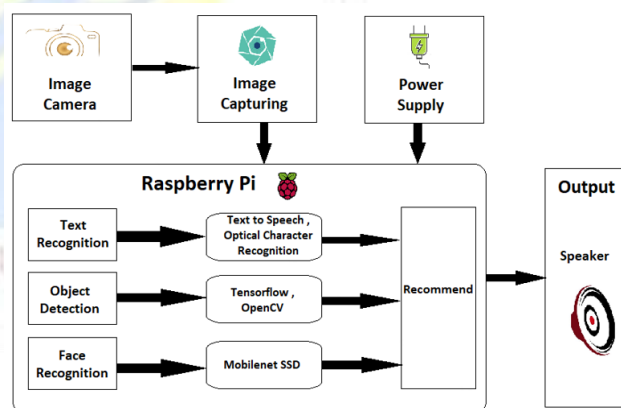 Image
Camera
Image
Capturing
Power
Supply
Raspberry Pi
Text
Recognition
Text to Speech ,
Optical Character
Recognition
Object
Detection
Tensorflow ,
OpenCV
Face
Recognition
Mobilenet SSD
Recommend
Output
Speaker